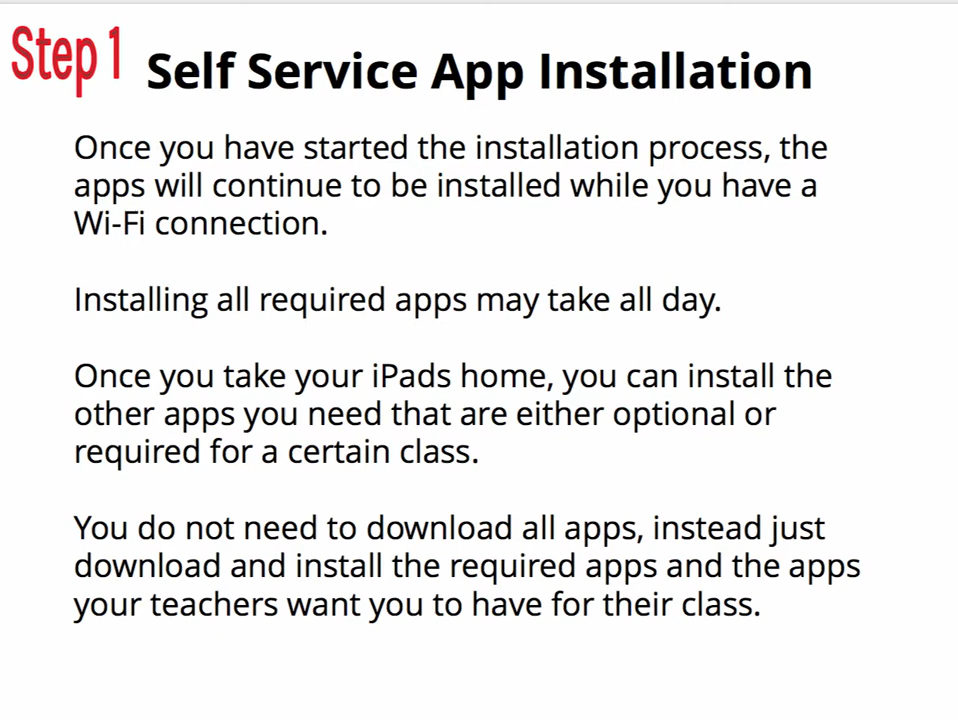 Step 1
Self Service App Installation
Once you have started the installation process, the
apps will continue to be installed while you have a
Wi-Fi connection.
Installing all required apps may take all day.
Once you take your iPads home, you can install the
other apps you need that are either optional or
required for a certain class.
You do not need to download all apps, instead just
download and install the required apps and the apps
your teachers want you to have for their class.